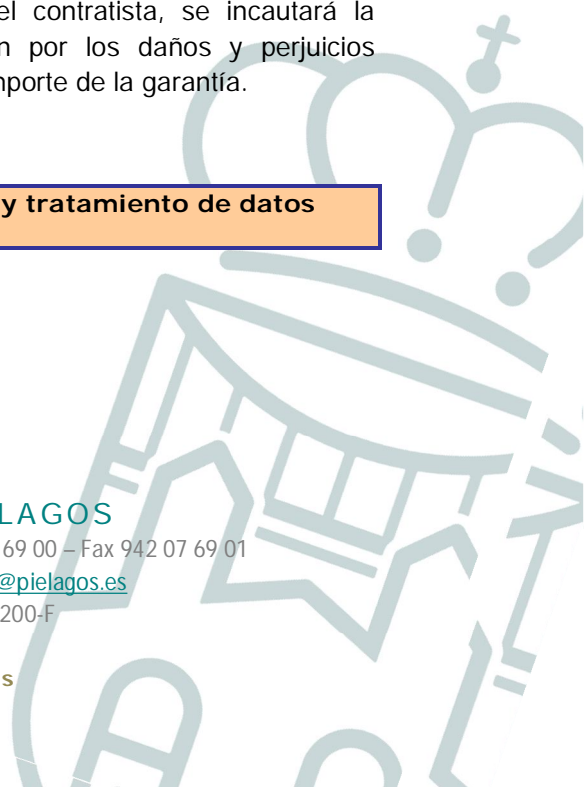 el contratista, se incautará la
por los daños y perjuicios
importe de la garantía.
y tratamiento de datos
LAGOS
69 00 – Fax 942 07 69 01
@pielagos.es
200-F
s